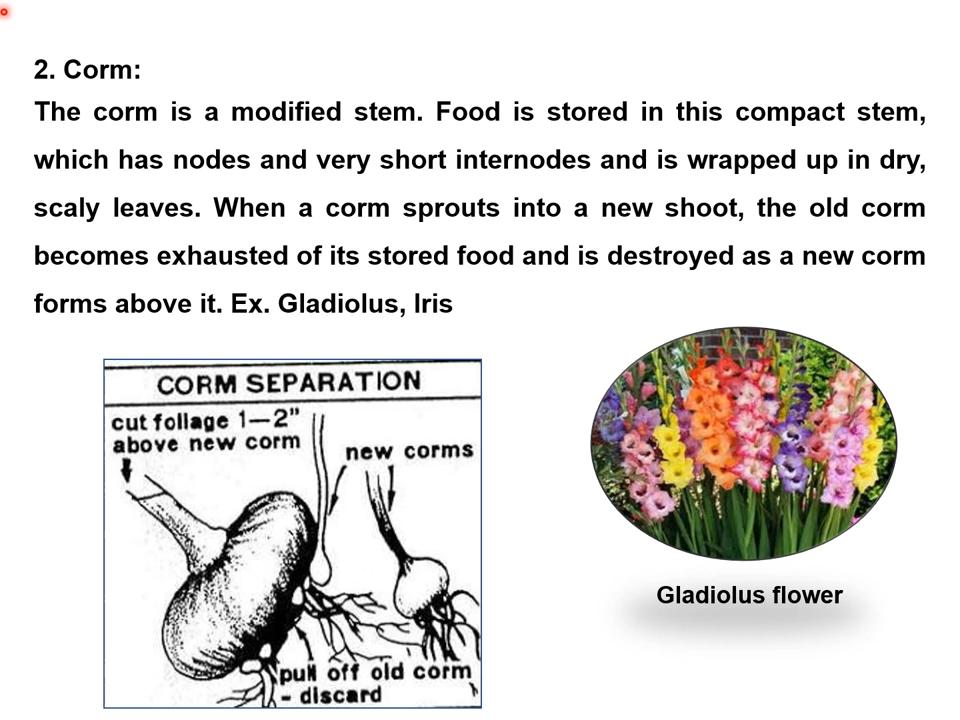 2. Corm:
The corm is a modified stem. Food is stored in this compact stem,
which has nodes and very short internodes and is wrapped up in dry,
scaly leaves. When a corm sprouts into a new shoot, the old corm
becomes exhausted of its stored food and is destroyed as a new corm
forms above it. Ex. Gladiolus, Iris
CORM SEPARATION
cut foliage 1—2"
above new corm
new corms
pull off old corm
- discard
Gladiolus flower